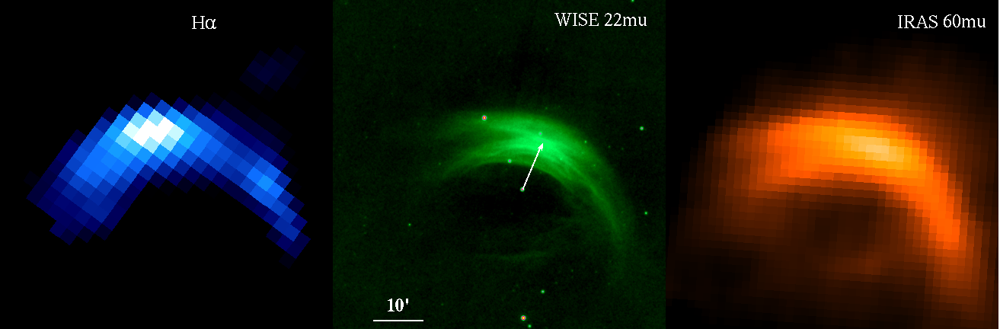 Hα
WISE 22mu
IRAS 60mu
10'